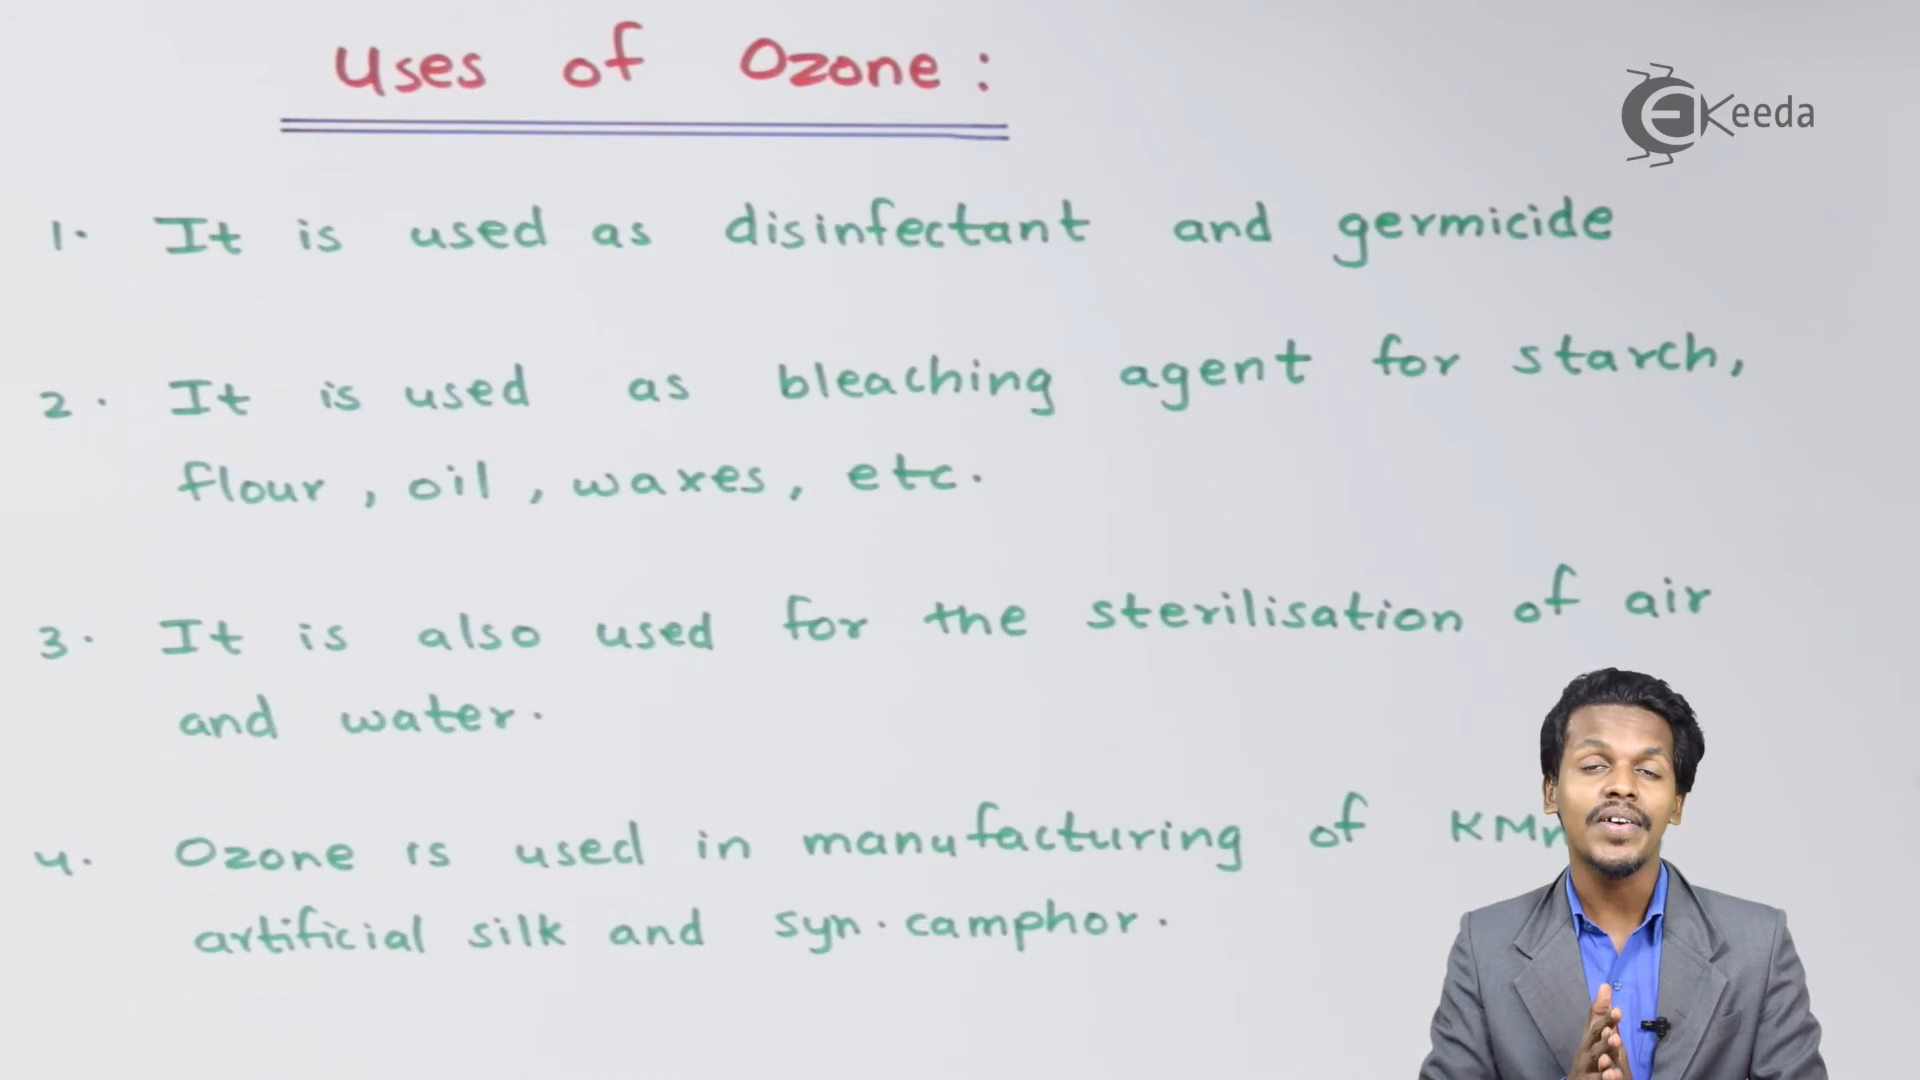 Uses of Ozone :
EKeeda
1. It is used as disinfectant and germicide
2. It is used as bleaching agent for starch,
flour, oil, waxes, etc.
3. It is also used for the sterilisation of air
and water.
4. Ozone is used in manufacturing of
artificial silk and syn. camphor.